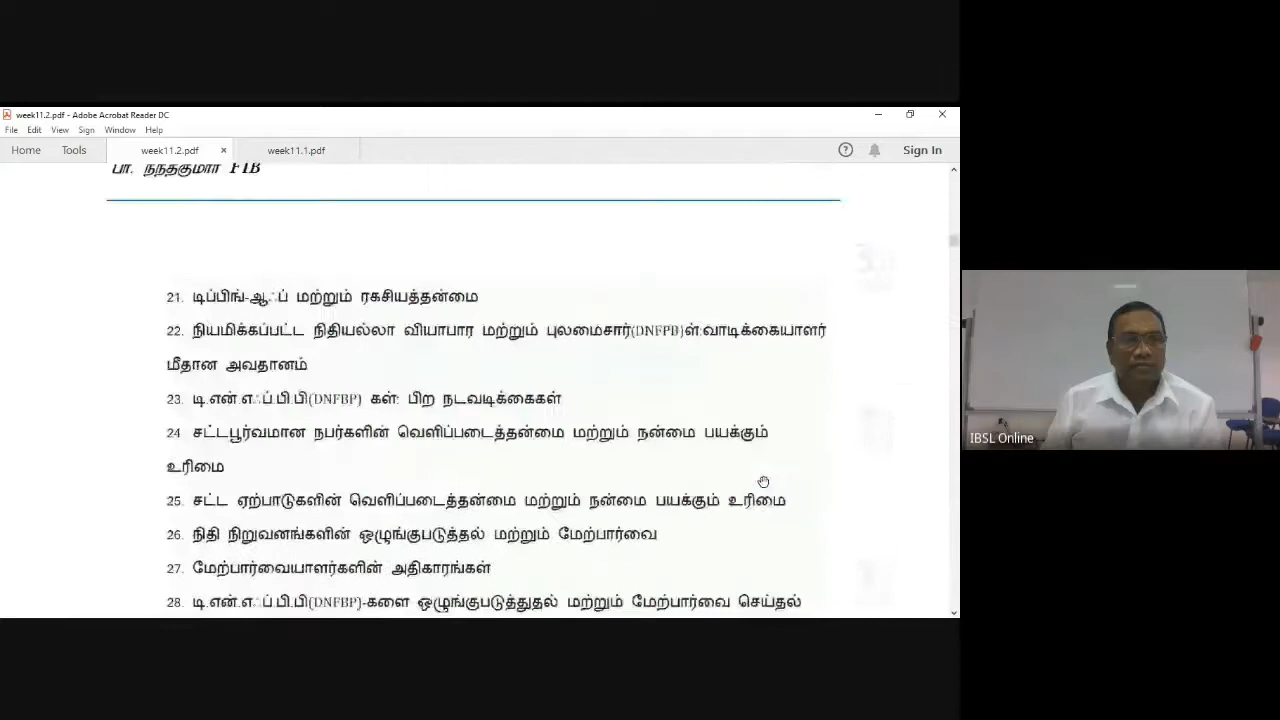 week11.2.pdf - Adobe Acrobat Reader DC
File Edit View Sign Window Help
Home Tools week11.2.pdf × week11.1.pdf Sign In
பா. நந்தகுமார் FIB
21. டிப்பிங்-ஆஃப் மற்றும் ரகசியத்தன்மை
22. நியமிக்கப்பட்ட நிதியல்லா வியாபார மற்றும் புலமைசார்(DNFPB)ள்:வாடிக்கையாளர்
மீதான அவதானம்
23. டி.என்.எஃப்.பி.பி(DNFBP) கள்: பிற நடவடிக்கைகள்
24 சட்டபூர்வமான நபர்களின் வெளிப்படைத்தன்மை மற்றும் நன்மை பயக்கும்
உரிமை
25. சட்ட ஏற்பாடுகளின் வெளிப்படைத்தன்மை மற்றும் நன்மை பயக்கும் உரிமை
26. நிதி நிறுவனங்களின் ஒழுங்குபடுத்தல் மற்றும் மேற்பார்வை
27. மேற்பார்வையாளர்களின் அதிகாரங்கள்
28. டி.என்.எஃப்.பி.பி(DNFBP)-களை ஒழுங்குபடுத்துதல் மற்றும் மேற்பார்வை செய்தல்
IBSL Online